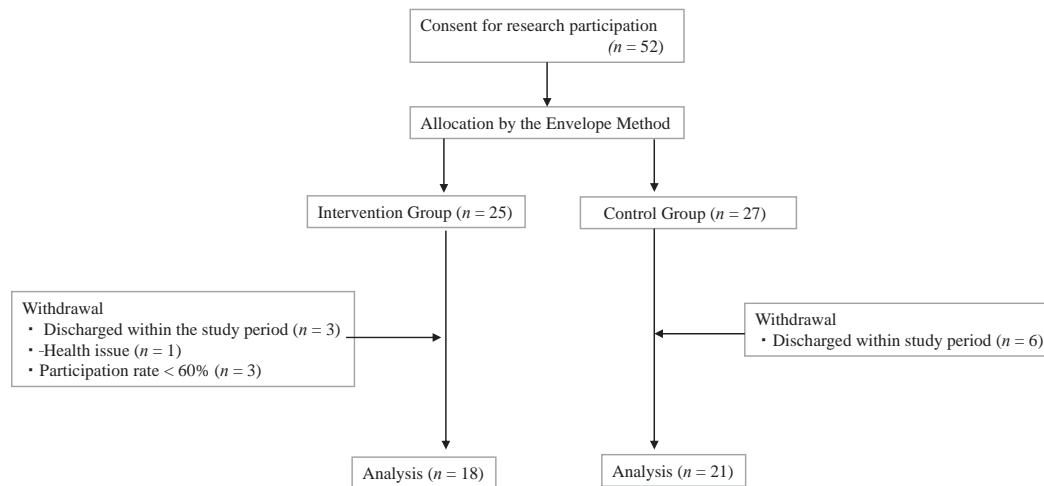 Consent for research participation
(n = 52)
Allocation by the Envelope Method
Intervention Group (n = 25)
Control Group (n = 27)
Withdrawal
・ Discharged within the study period (n = 3)
・-Health issue (n = 1)
・Participation rate < 60% (n = 3)
Withdrawal
・Discharged within study period (n = 6)
Analysis (n = 18)
Analysis (n = 21)